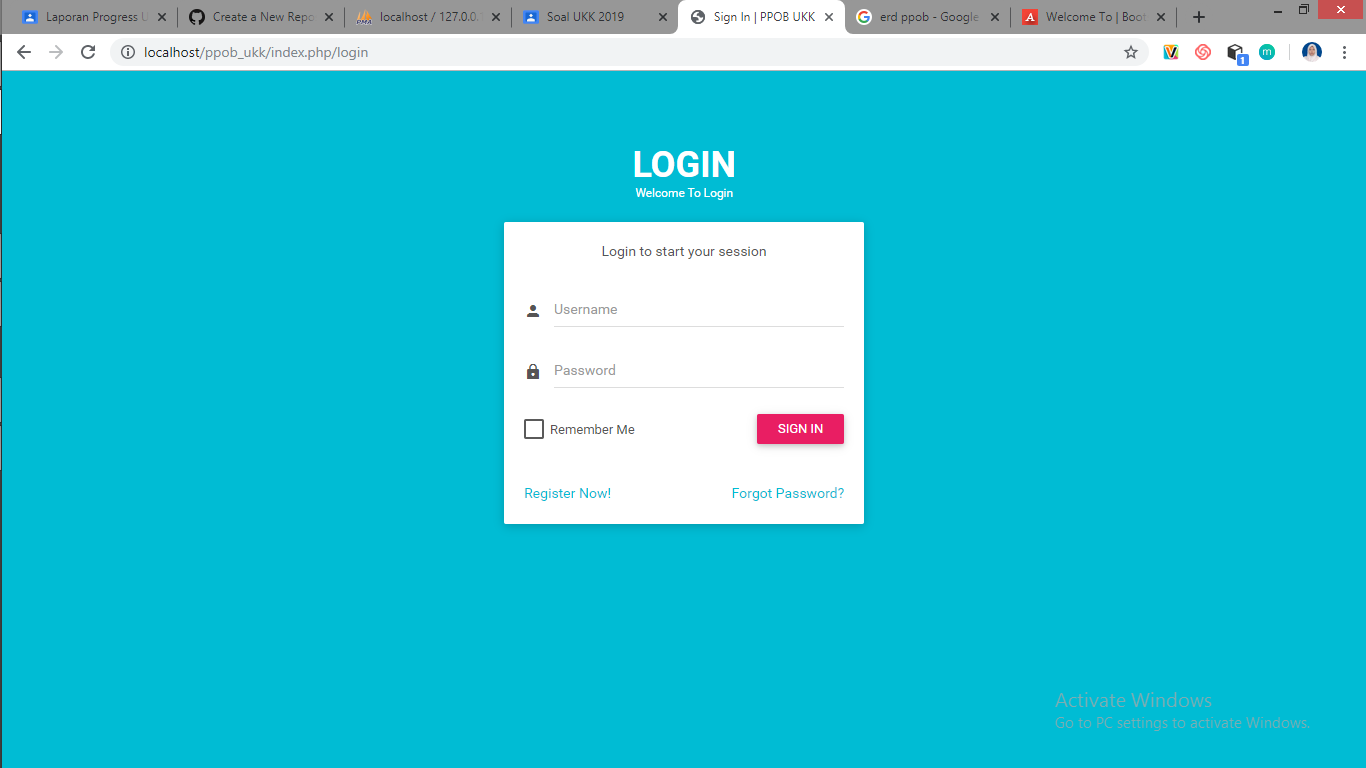 Laporan Progress U
Create a New Repo
localhost / 127.0.0.1
Soal UKK 2019
Sign In | PPOB UKK
erd ppob - Google
Welcome To | Boot
localhost/ppob_ukk/index.php/login
1
m
LOGIN
Welcome To Login
Login to start your session
Username
Password
Remember Me
SIGN IN
Register Now!
Forgot Password?
Activate Windows
Go to PC settings to activate Windows.